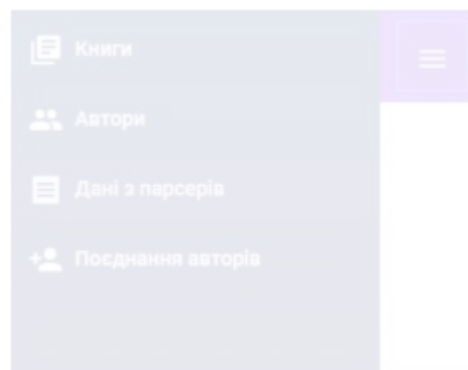 Книги
Автори
Дані з парсерів
Поєднання авторів